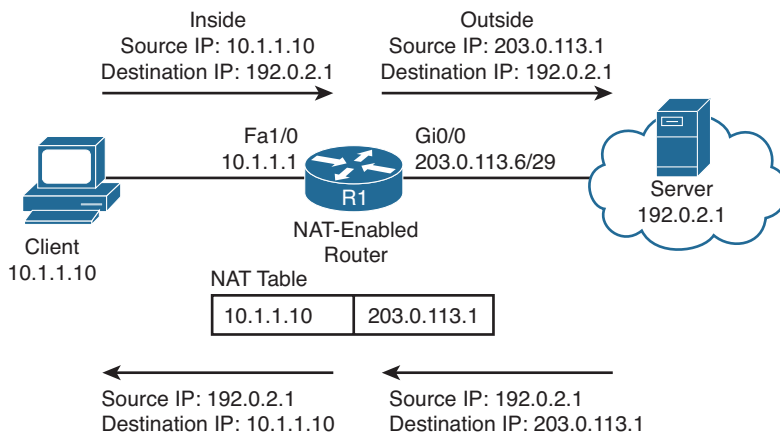 Inside
Source IP: 10.1.1.10
Destination IP: 192.0.2.1
Outside
Source IP: 203.0.113.1
Destination IP: 192.0.2.1
Fa1/0
10.1.1.1
Gi0/0
203.0.113.6/29
R1
NAT-Enabled
Router
Client
10.1.1.10
Server
192.0.2.1
NAT Table
10.1.1.10
203.0.113.1
Source IP: 192.0.2.1
Destination IP: 10.1.1.10
Source IP: 192.0.2.1
Destination IP: 203.0.113.1